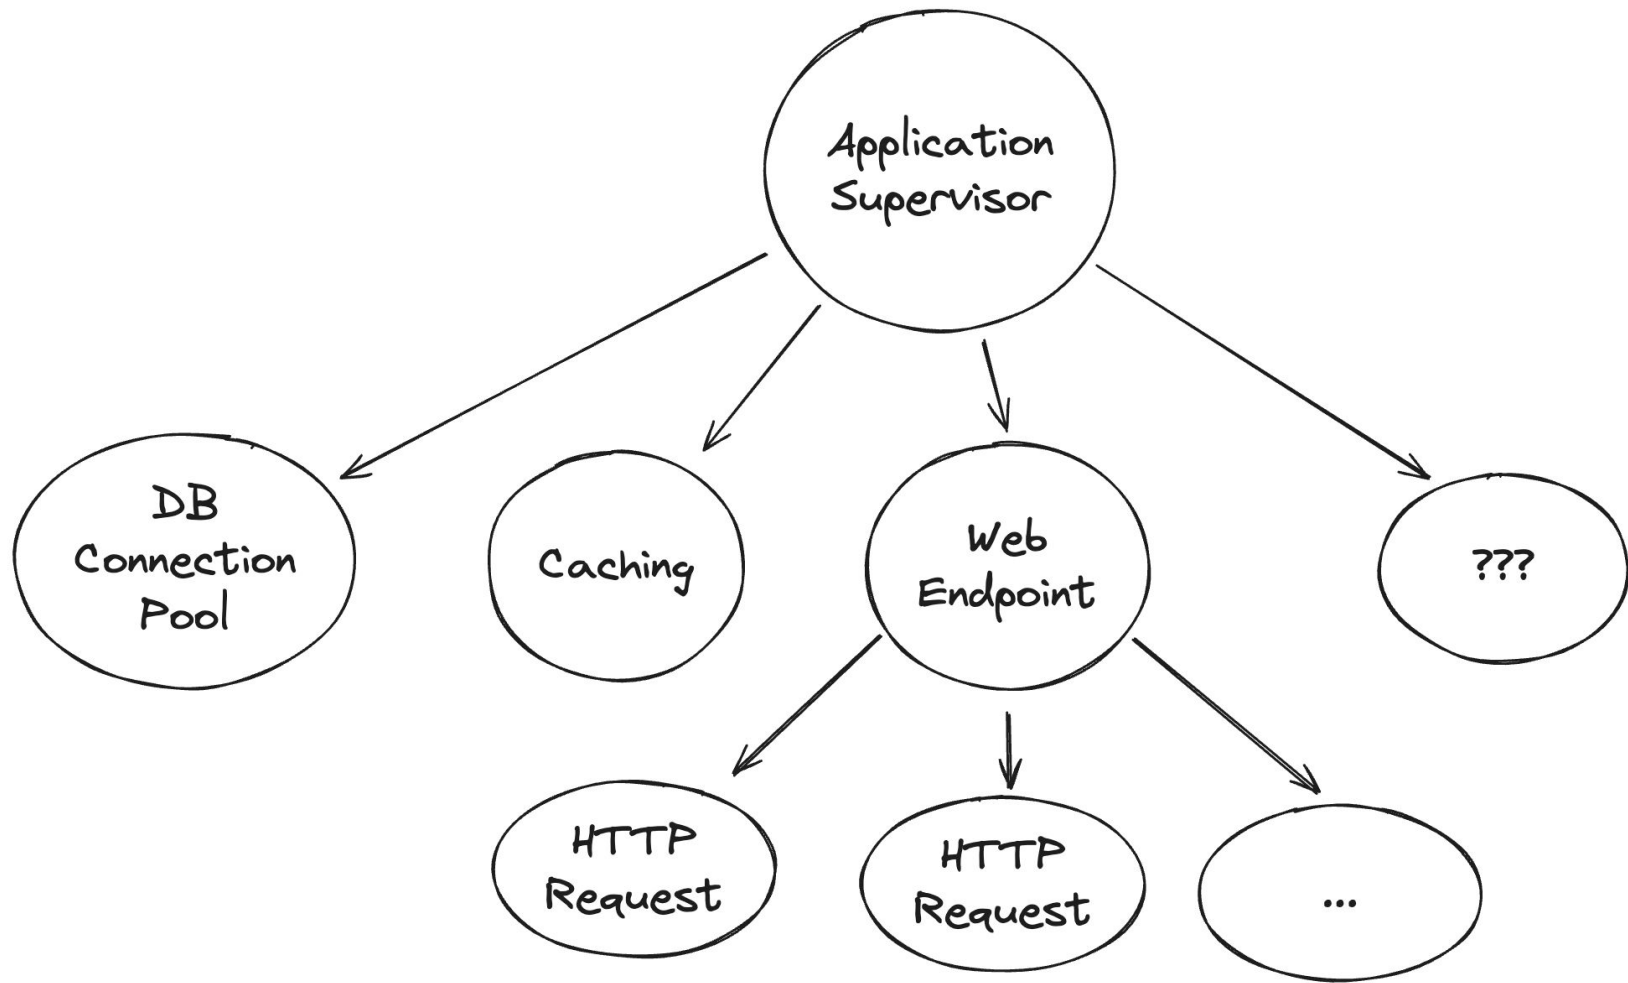 Application
Supervisor
DB
Connection
Pool
Caching
Web
Endpoint
???
HTTP
Request
HTTP
Request
...